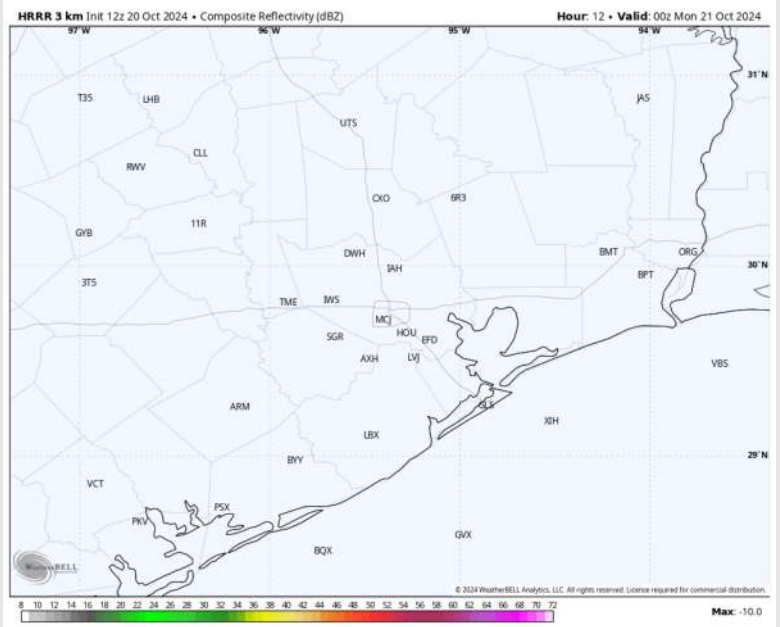 HRRR 3 km Init 12z 20 Oct 2024 • Composite Reflectivity (dBZ) Hour: 12 • Valid: 00z Mon 21 Oct 2024
97°W 96°W 95°W 94°W
31°N
T35 LHB JAS
UTS
CLL
RWV
CXO 6R3
11R
GYB
DWH BMT ORG
IAH 30°N
BPT
3T5
TME IWS
MCJ
HOU
SGR EFD
AXH LVJ
VBS
GLS
ARM
XIH
LBX
29°N
BYY
VCT
PSX
PKV
GVX
BQX
WeatherBELL
© 2024 WeatherBELL Analytics, LLC. All rights reserved. License required for commercial distribution.
8 10 12 14 16 18 20 22 24 26 28 30 32 34 36 38 40 42 44 46 48 50 52 54 56 58 60 62 64 66 68 70 72
Max: -10.0